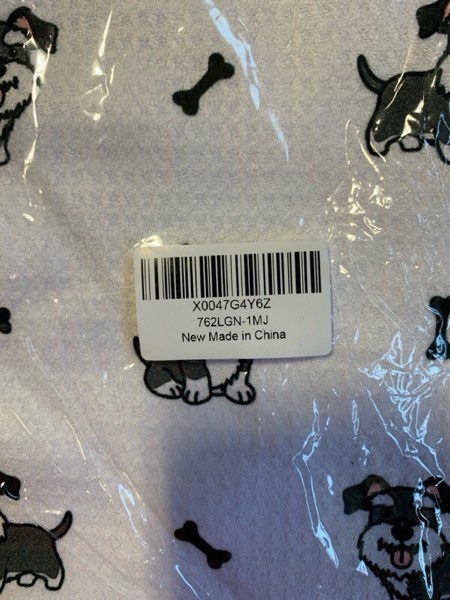 X0047G4Y6Z
762LGN-1MJ
New Made in China